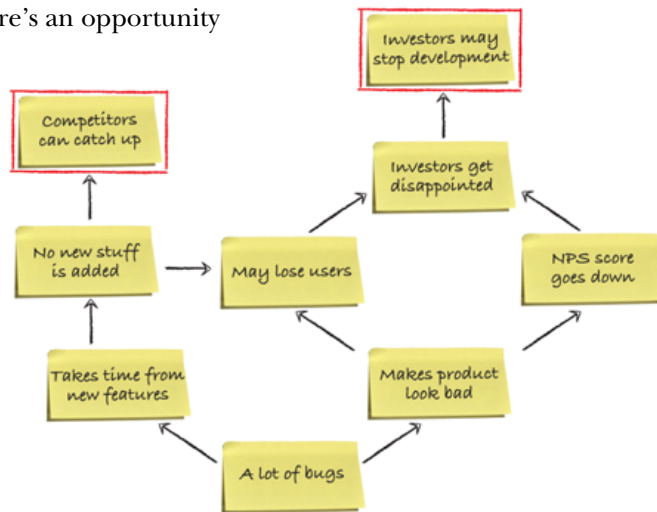 re’s an opportunity
Investors may
stop development
Competitors
can catch up
Investors get
disappointed
No new stuff
is added
May lose users
NPS score
goes down
Takes time from
new features
Makes product
look bad
A lot of bugs